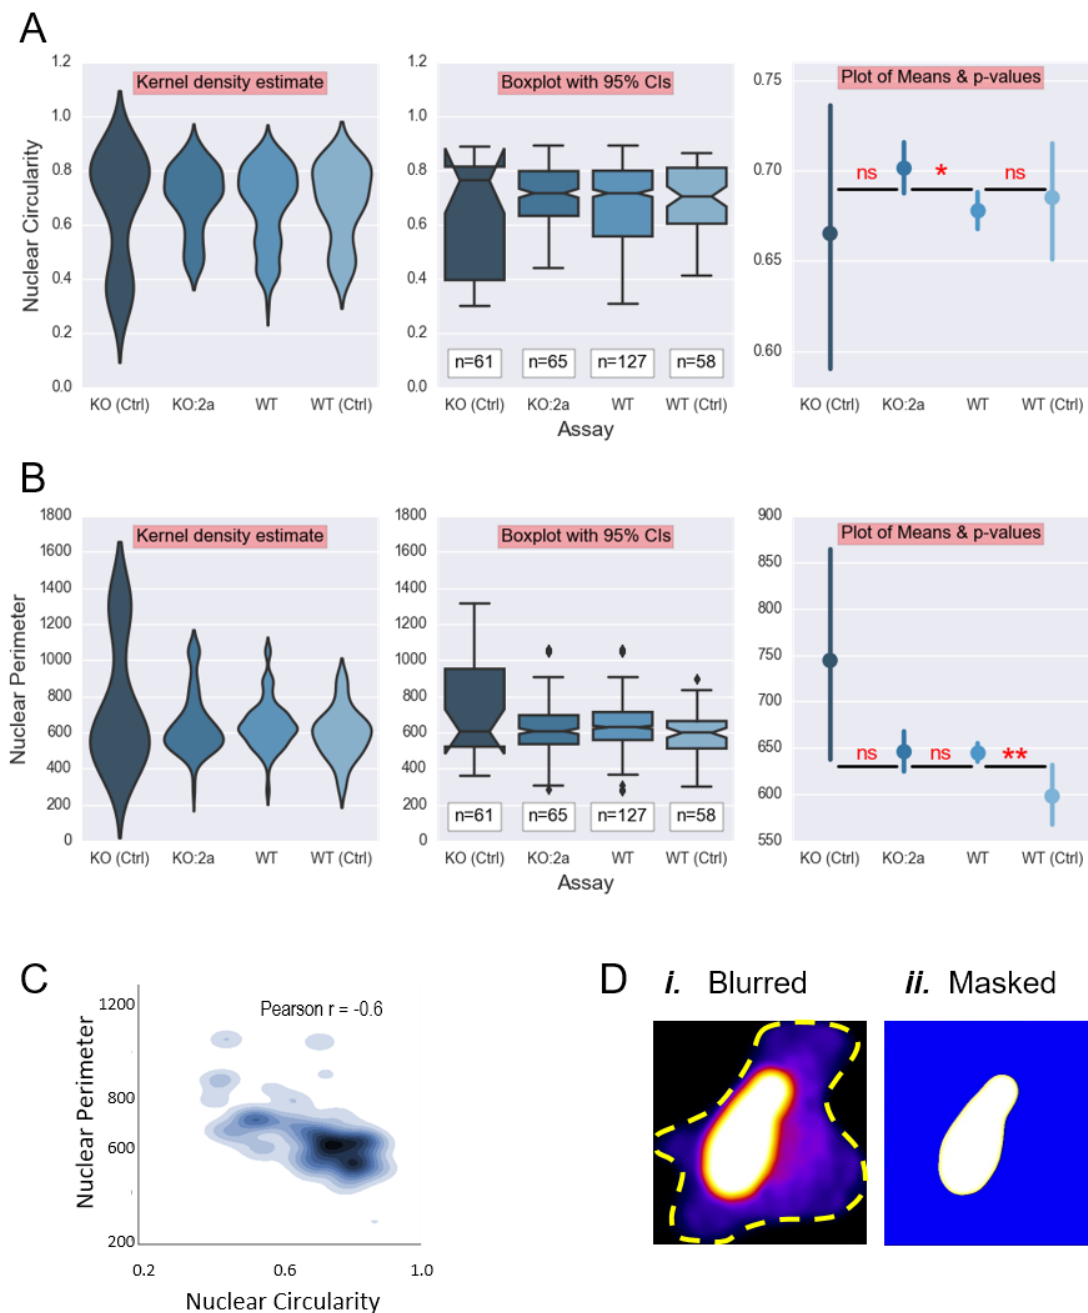 A
Kernel density estimate
Boxplot with 95% CIs
Plot of Means & p-values
Nuclear Circularity
1.2
1.0
0.8
0.6
0.4
0.2
0.0
KO (Ctrl) KO:2a WT WT (Ctrl)
1.2
1.0
0.8
0.6
0.4
0.2
0.0
n=61 n=65 n=127 n=58
KO (Ctrl) KO:2a WT WT (Ctrl)
Assay
0.75
0.70
0.65
0.60
ns * ns
KO (Ctrl) KO:2a WT WT (Ctrl)
B
Kernel density estimate
Boxplot with 95% CIs
Plot of Means & p-values
Nuclear Perimeter
1800
1600
1400
1200
1000
800
600
400
200
0
KO (Ctrl) KO:2a WT WT (Ctrl)
1800
1600
1400
1200
1000
800
600
400
200
0
n=61 n=65 n=127 n=58
KO (Ctrl) KO:2a WT WT (Ctrl)
Assay
900
850
800
750
700
650
600
550
ns ns **
KO (Ctrl) KO:2a WT WT (Ctrl)
C
Pearson r = -0.6
Nuclear Perimeter
1200
800
600
200
0.2 0.6 1.0
Nuclear Circularity
D
i. Blurred
ii. Masked